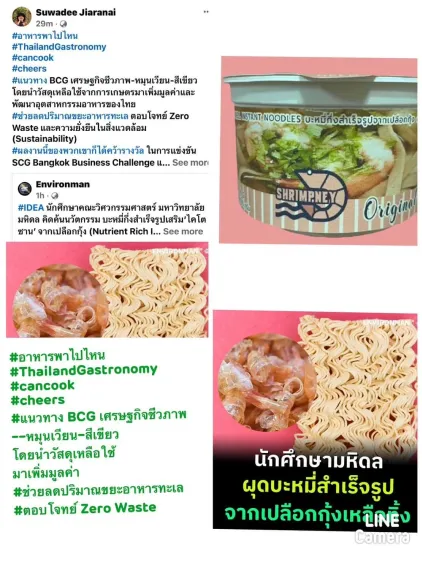 Suwadee Jiaranai
29m
#อาหารพาไปไหน
#ThailandGastronomy
#cancook
#cheers
#แนวทาง BCG เศรษฐกิจชีวภาพ-หมุนเวียน-สีเขียว
โดยนำวัสดุเหลือใช้จากการเกษตรมาเพิ่มมูลค่าและ
พัฒนาอุตสาหกรรมอาหารของไทย
#ช่วยลดปริมาณขยะอาหารทะเล ตอบโจทย์ Zero
Waste และความยั่งยืนในสิ่งแวดล้อม
(Sustainability)
#ผลงานนี้ของพวกเขาก็ได้คว้ารางวัล ในการแข่งขัน
SCG Bangkok Business Challenge แ... See more
Environman
1h
#IDEA นักศึกษาคณะวิศวกรรมศาสตร์ มหาวิทยาลัย
มหิดล คิดค้นนวัตกรรม บะหมี่กึ่งสำเร็จรูปเสริม'ไคโต
ซาน' จากเปลือกกุ้ง (Nutrient Rich I... See more
#อาหารพาไปไหน
#ThailandGastronomy
#cancook
#cheers
#แนวทาง BCG เศรษฐกิจชีวภาพ
--หมุนเวียน-สีเขียว
โดยนำวัสดุเหลือใช้
มาเพิ่มมูลค่า
#ช่วยลดปริมาณขยะอาหารทะเล
#ตอบโจทย์ Zero Waste
INSTANT NOODLES บะหมี่กึ่งสำเร็จรูปจากเปลือกกุ้ง
SHRIMPNEY
Original
ENVIRONMAN
นักศึกษามหิดล
ผุดบะหมี่สำเร็จรูป
จากเปลือกกุ้งเหลือทิ้ง
LINE
Camera